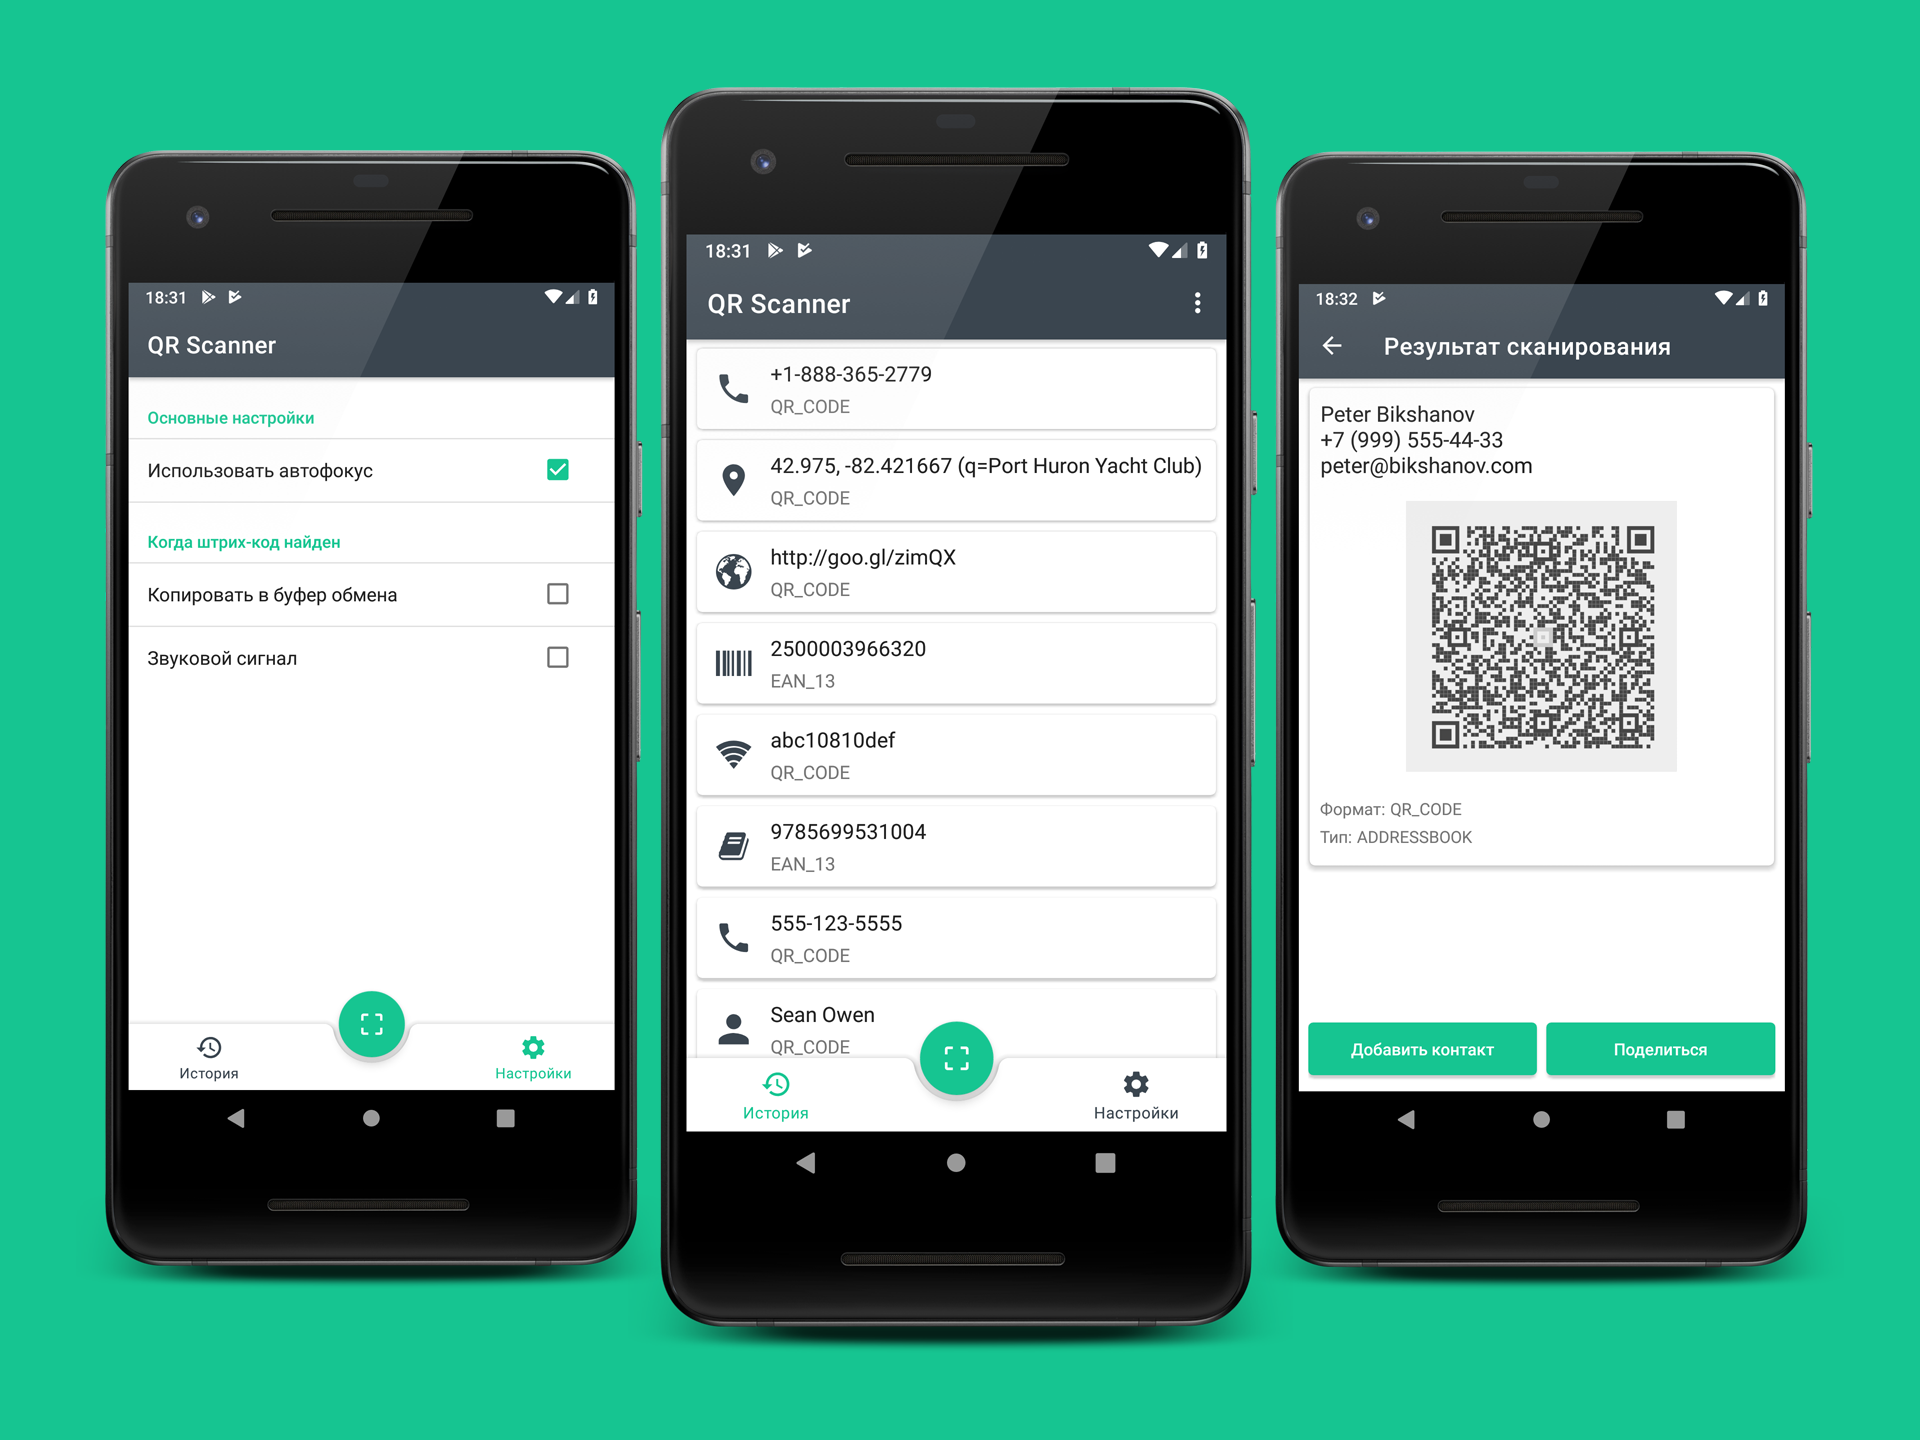 18:31
QR Scanner
Основные настройки
Использовать автофокус
Когда штрих-код найден
Копировать в буфер обмена
Звуковой сигнал
История
Настройки
18:31
QR Scanner
+1-888-365-2779
QR_CODE
42.975, -82.421667 (q=Port Huron Yacht Club)
QR_CODE
http://goo.gl/zimQX
QR_CODE
2500003966320
EAN_13
abc10810def
QR_CODE
9785699531004
EAN_13
555-123-5555
QR_CODE
Sean Owen
QR_CODE
История
Настройки
18:32
Результат сканирования
Peter Bikshanov
+7 (999) 555-44-33
peter@bikshanov.com
Формат: QR_CODE
Тип: ADDRESSBOOK
Добавить контакт
Поделиться